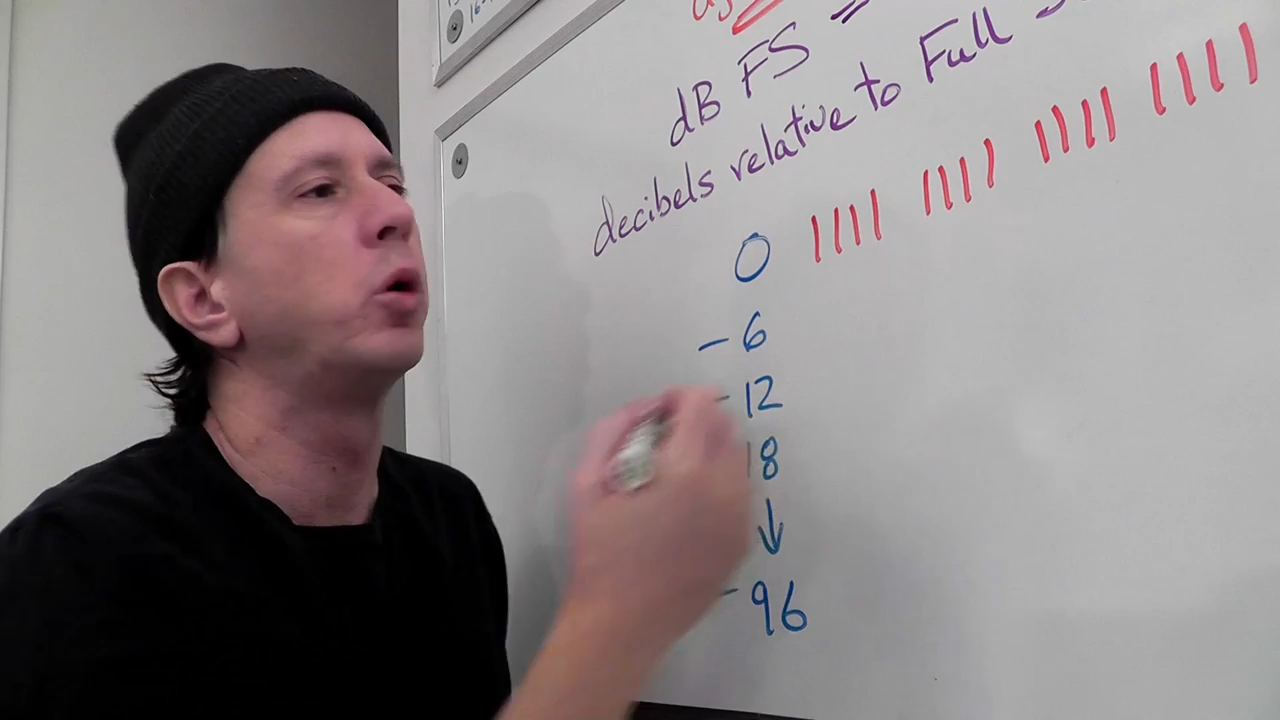 dB FS =
decibels relative to Full
0 |||| |||| |||| ||||
-6
-12
18
↓
-96